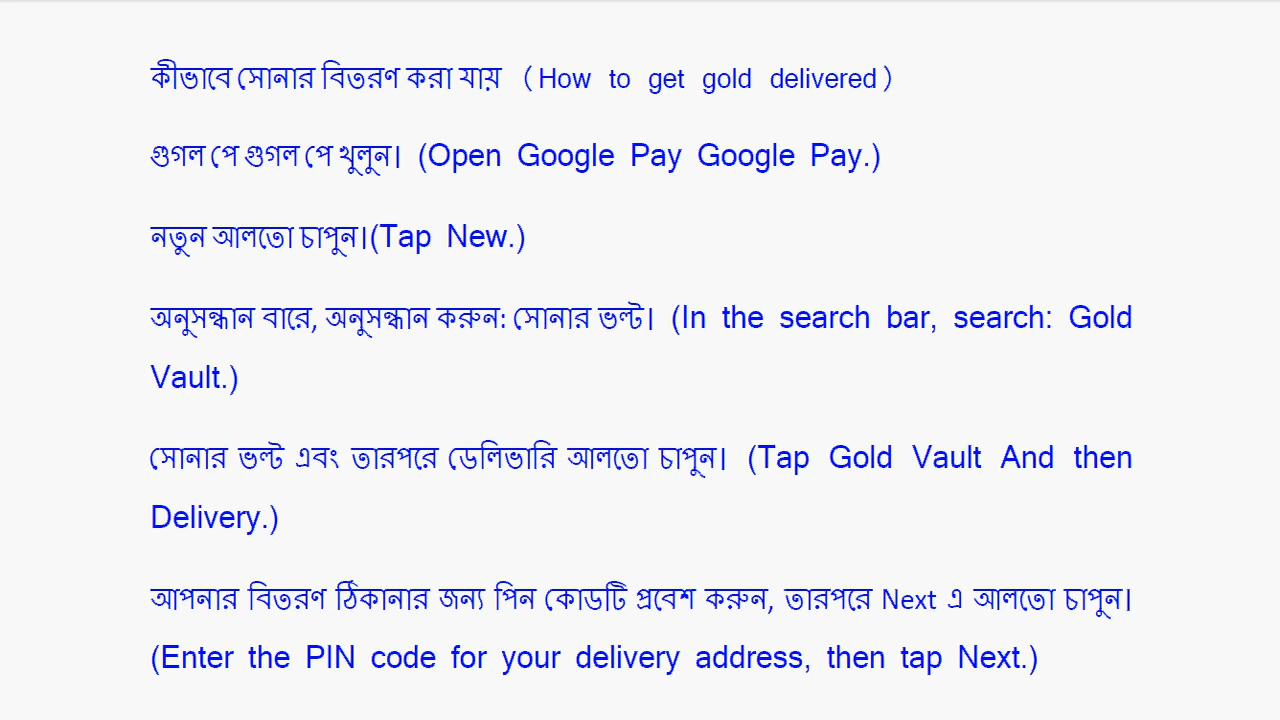 কীভাবে সোনার বিতরণ করা যায় (How to get gold delivered)
গুগল পে গুগল পে খুলুন। (Open Google Pay Google Pay.)
নতুন আলতো চাপুন।(Tap New.)
অনুসন্ধান বারে, অনুসন্ধান করুন: সোনার ভল্ট। (In the search bar, search: Gold
Vault.)
সোনার ভল্ট এবং তারপরে ডেলিভারি আলতো চাপুন। (Tap Gold Vault And then
Delivery.)
আপনার বিতরণ ঠিকানার জন্য পিন কোডটি প্রবেশ করুন, তারপরে Next এ আলতো চাপুন।
(Enter the PIN code for your delivery address, then tap Next.)